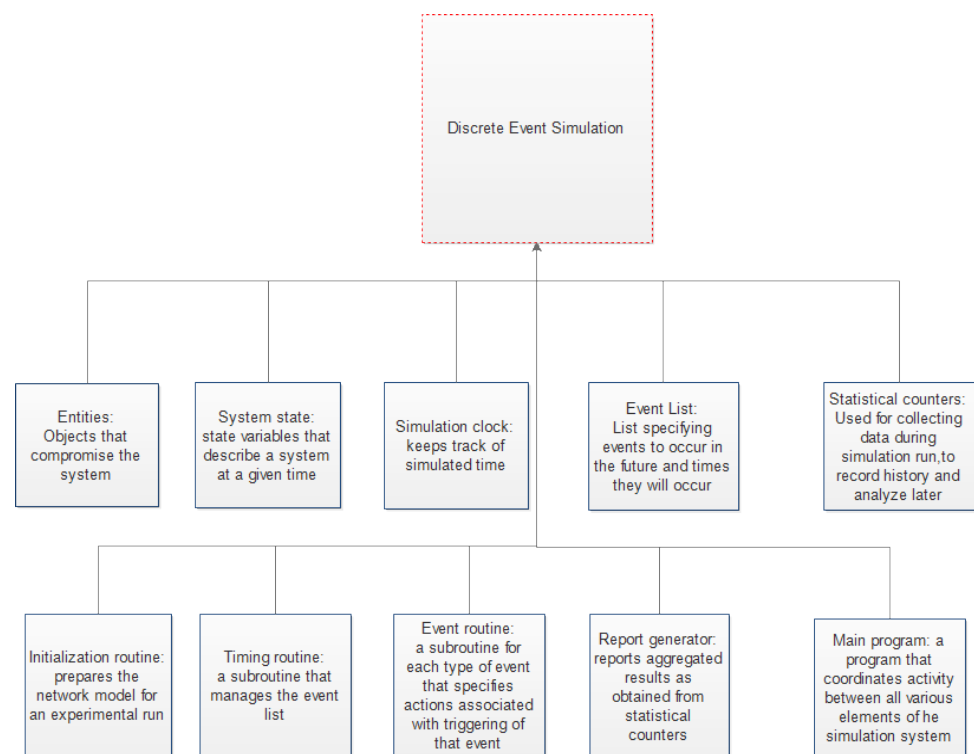 Discrete Event Simulation
Entities:
Objects that
compromise the
system
System state:
state variables that
describe a system
at a given time
Simulation clock:
keeps track of
simulated time
Event List:
List specifying
events to occur in
the future and times
they will occur
Statistical counters:
Used for collecting
data during
simulation run,to
record history and
analyze later
Initialization routine:
prepares the
network model for
an experimental run
Timing routine:
a subroutine that
manages the event
list
Event routine:
a subroutine for
each type of event
that specifies
actions associated
with triggering of
that event
Report generator:
reports aggregated
results as
obtained from
statistical
counters
Main program: a
program that
coordinates activity
between all various
elements of he
simulation system